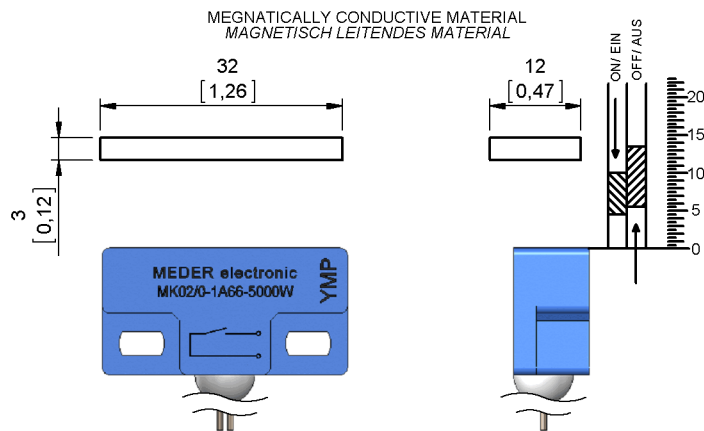 MEGNATICALLY CONDUCTIVE MATERIAL
MAGNETISCH LEITENDES MATERIAL
32
[1,26]
12
[0,47]
ON/ EIN
OFF/ AUS
20
15
10
5
0
3
[0,12]
MEDER electronic
MK02/0-1A66-5000W
YMP